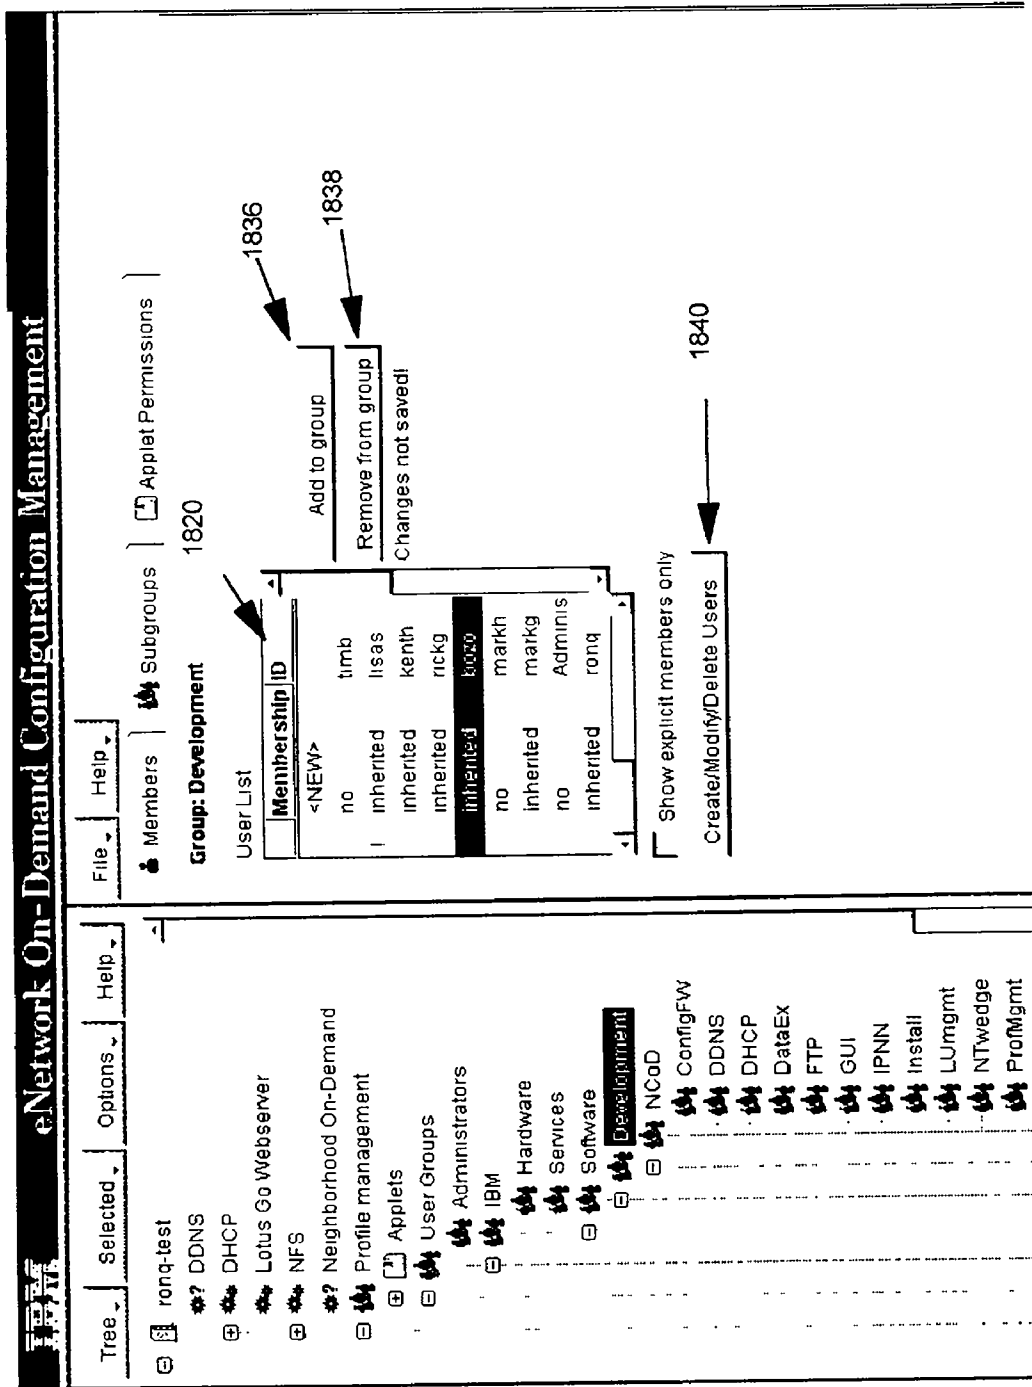 IBM eNetwork On-Demand Configuration Management
Tree Selected Options Help
ronq-test
? DDNS
DHCP
Lotus Go Webserver
NFS
? Neighborhood On-Demand
Profile management
Applets
User Groups
Administrators
IBM
Hardware
Services
Software
Development
NCoD
ConfigFW
DDNS
DHCP
DataEx
FTP
GUI
IPNN
Install
LUmgmt
NTwedge
ProfMgmt
File Help
Members Subgroups Applet Permissions
Group: Development
1820
User List
Membership ID
<NEW>
no timb
inherited lisas
inherited kenth
inherited rickg
inherited
no markh
inherited markg
no Adminis
inherited ronq
Add to group
1836
Remove from group
1838
Changes not saved!
Show explicit members only
Create/Modify/Delete Users
1840